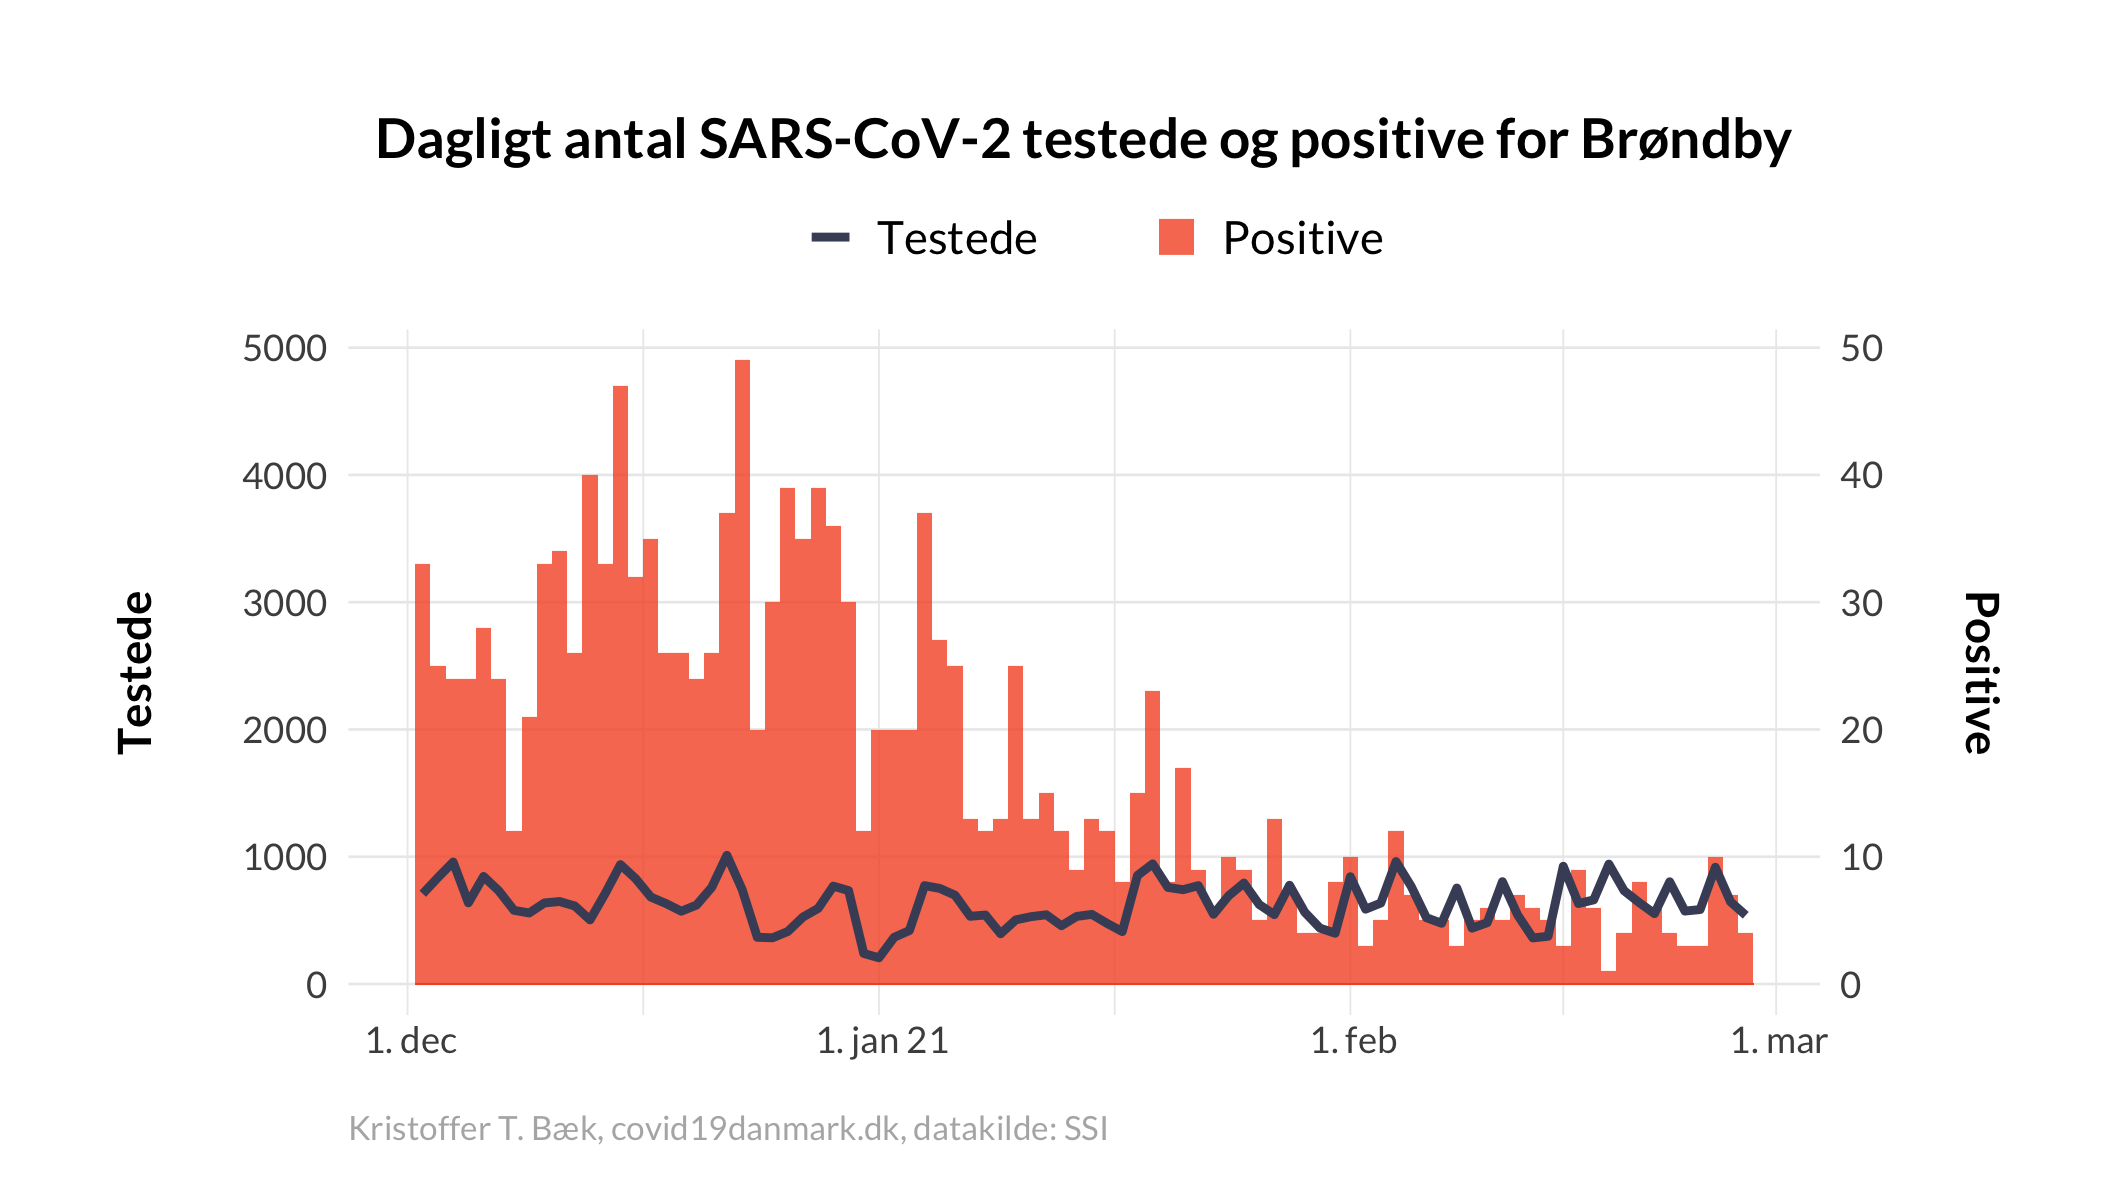 Dagligt antal SARS-CoV-2 testede og positive for Brøndby
Testede
Positive
5000
4000
3000
2000
1000
0
Testede
50
40
30
20
10
0
Positive
1. dec
1. jan 21
1. feb
1. mar
Kristoffer T. Bæk, covid19danmark.dk, datakilde: SSI